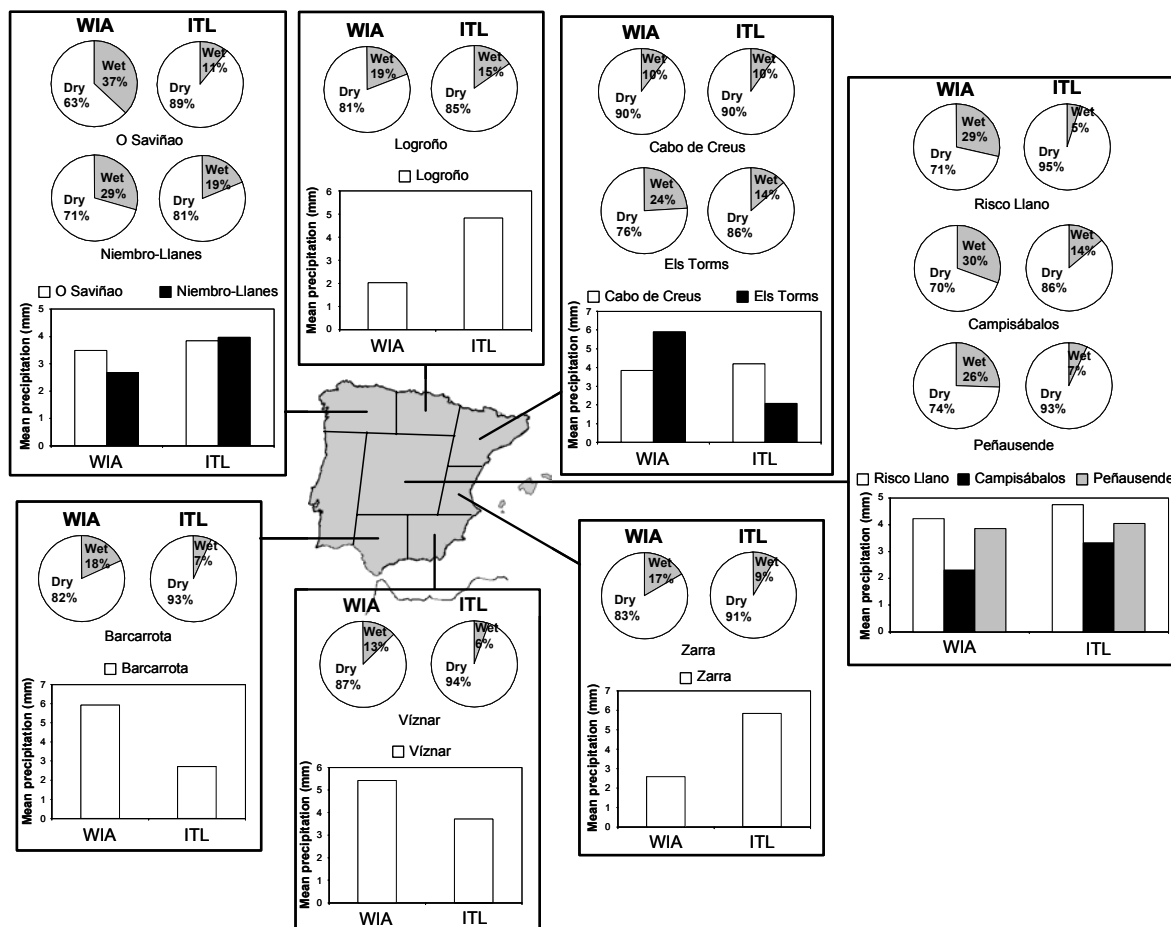 WIA ITL
Wet 37%
Dry 63%
Wet 11%
Dry 89%
O Saviñao
Wet 29%
Dry 71%
Wet 19%
Dry 81%
Niembro-Llanes
O Saviñao Niembro-Llanes
Mean precipitation (mm)
5
4
3
2
1
0
WIA ITL
WIA ITL
Wet 19%
Dry 81%
Wet 15%
Dry 85%
Logroño
Logroño
Mean precipitation (mm)
6
5
4
3
2
1
0
WIA ITL
WIA ITL
Wet 10%
Dry 90%
Wet 10%
Dry 90%
Cabo de Creus
Wet 24%
Dry 76%
Wet 14%
Dry 86%
Els Torms
Cabo de Creus Els Torms
Mean precipitation (mm)
7
6
5
4
3
2
1
0
WIA ITL
WIA ITL
Wet 29%
Dry 71%
Wet 5%
Dry 95%
Risco Llano
Wet 30%
Dry 70%
Wet 14%
Dry 86%
Campisábalos
Wet 26%
Dry 74%
Wet 7%
Dry 93%
Peñausende
Risco Llano Campisábalos Peñausende
Mean precipitation (mm)
5
4
3
2
1
0
WIA ITL
WIA ITL
Wet 18%
Dry 82%
Wet 7%
Dry 93%
Barcarrota
Barcarrota
Mean precipitation (mm)
7
6
5
4
3
2
1
0
WIA ITL
WIA ITL
Wet 13%
Dry 87%
Wet 6%
Dry 94%
Víznar
Víznar
Mean precipitation (mm)
6
5
4
3
2
1
0
WIA ITL
WIA ITL
Wet 17%
Dry 83%
Wet 9%
Dry 91%
Zarra
Zarra
Mean precipitation (mm)
7
6
5
4
3
2
1
0
WIA ITL